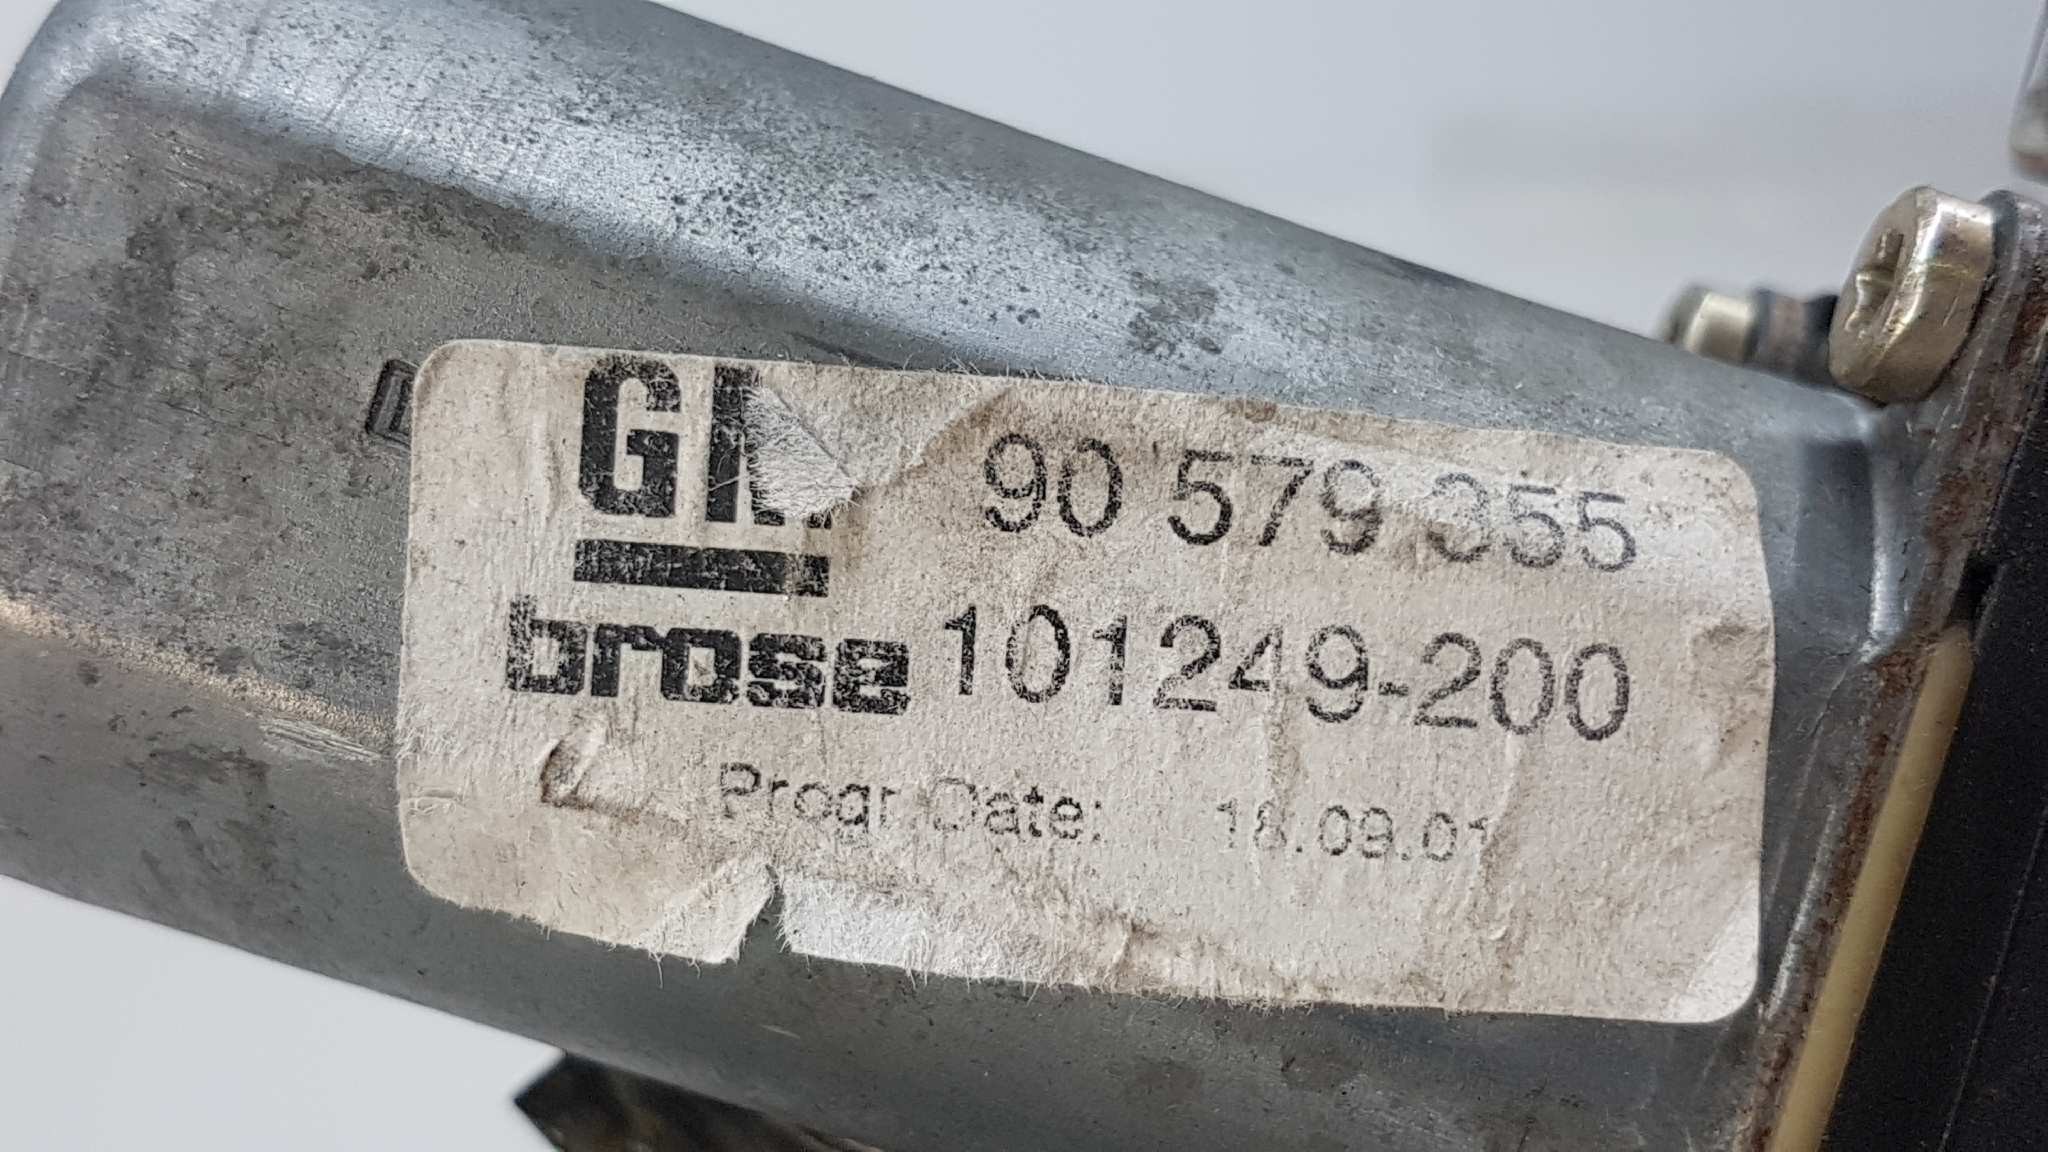 GM 90 579 355
brose 101249-200
Progr.Date: 18.09.01